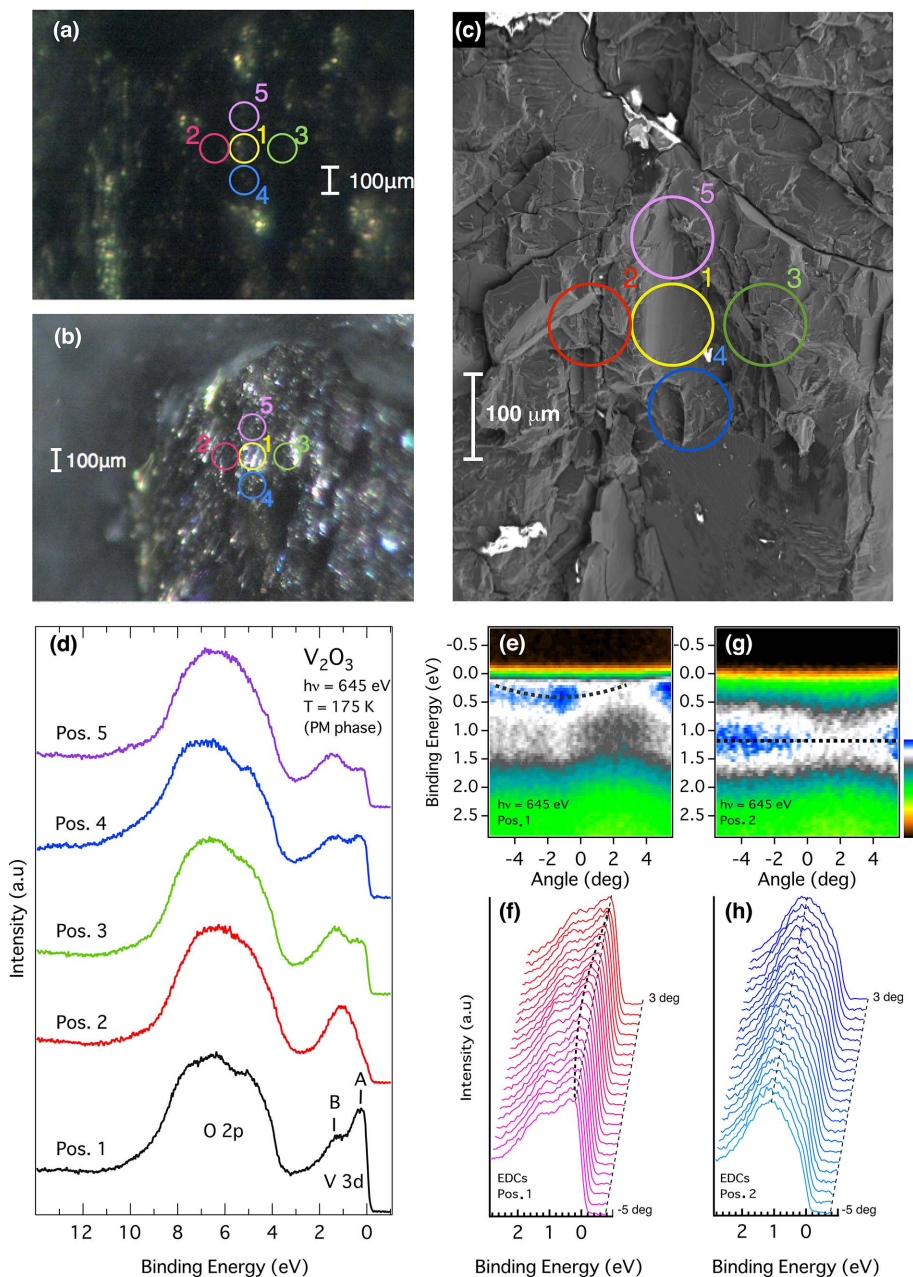 (a)
5
2 1 3
4
100μm
(b)
5
2 1 3
4
100μm
(c)
5
2 1 3
4
100 μm
(d)
V2O3
hν = 645 eV
T = 175 K
(PM phase)
Pos. 5
Pos. 4
Pos. 3
Pos. 2
Pos. 1
A
B
O 2p
V 3d
Intensity (a.u)
12 10 8 6 4 2 0
Binding Energy (eV)
(e)
-0.5
0.0
0.5
1.0
1.5
2.0
2.5
Binding Energy (eV)
hν = 645 eV
Pos. 1
-4 -2 0 2 4
Angle (deg)
(g)
-0.5
0.0
0.5
1.0
1.5
2.0
2.5
hν = 645 eV
Pos. 2
-4 -2 0 2 4
Angle (deg)
(f)
3 deg
Intensity (a.u)
EDCs
Pos. 1
-5 deg
2 1 0
Binding Energy (eV)
(h)
3 deg
EDCs
Pos. 2
-5 deg
2 1 0
Binding Energy (eV)